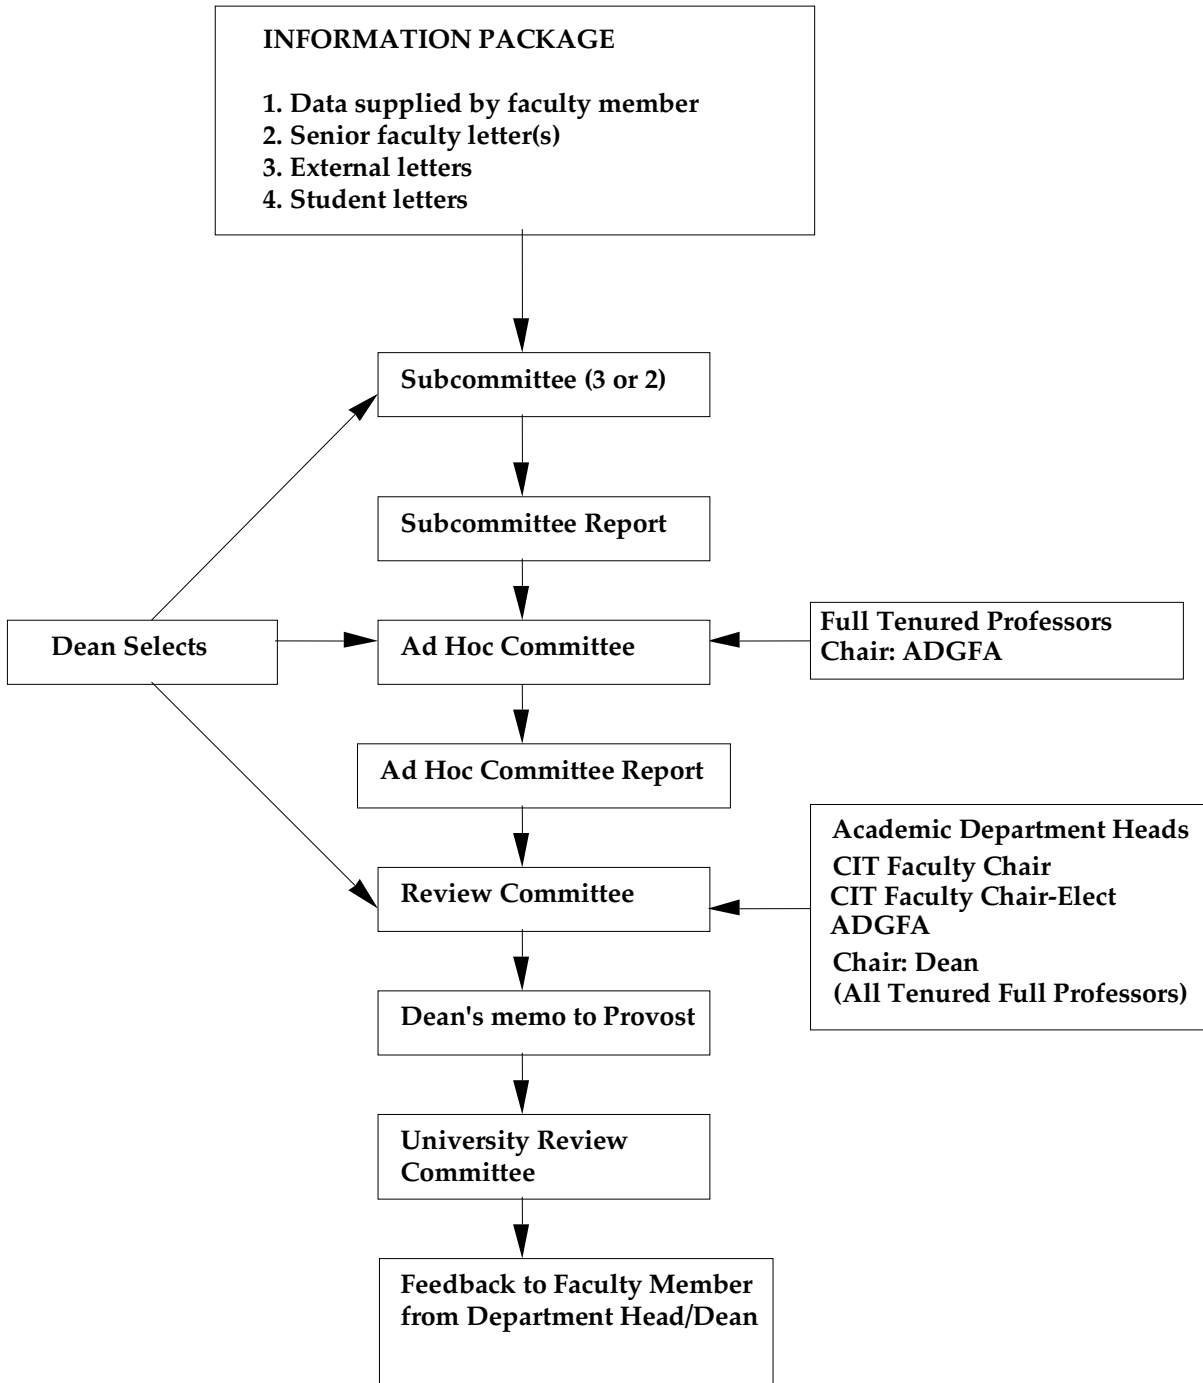 INFORMATION PACKAGE
1. Data supplied by faculty member
2. Senior faculty letter(s)
3. External letters
4. Student letters
Subcommittee (3 or 2)
Subcommittee Report
Dean Selects
Ad Hoc Committee
Full Tenured Professors
Chair: ADGFA
Ad Hoc Committee Report
Review Committee
Academic Department Heads
CIT Faculty Chair
CIT Faculty Chair-Elect
ADGFA
Chair: Dean
(All Tenured Full Professors)
Dean's memo to Provost
University Review
Committee
Feedback to Faculty Member
from Department Head/Dean